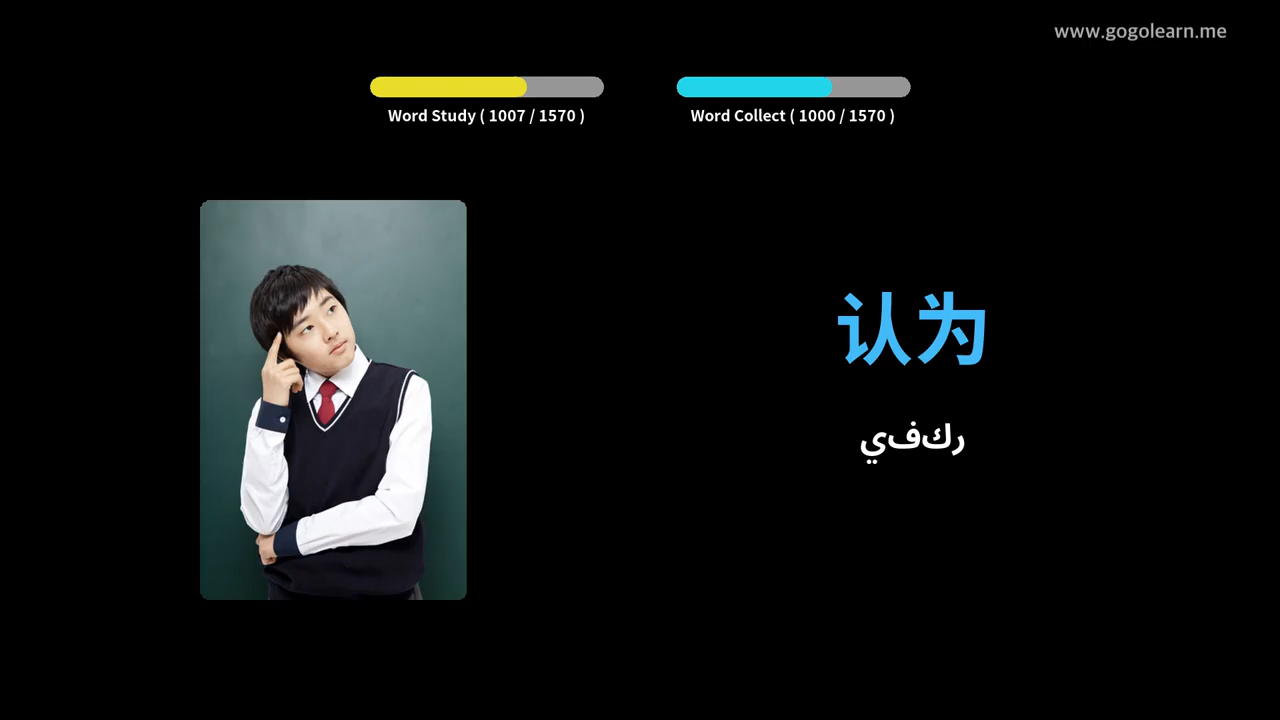 www.gogolearn.me
Word Study ( 1007 / 1570 )
Word Collect ( 1000 / 1570 )
认为
ركفي